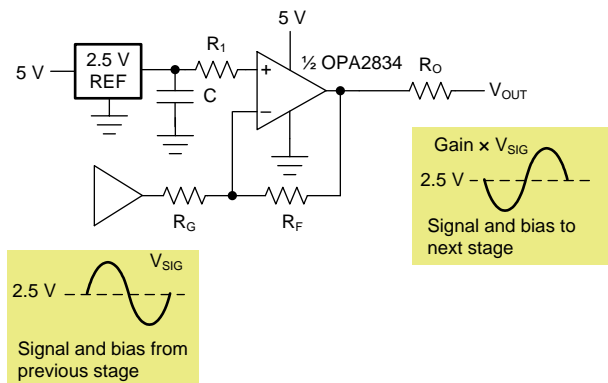 5 V
5 V
2.5 V
REF
R1
C
+
−
½ OPA2834
RO
VOUT
RG
RF
Gain × VSIG
2.5 V
Signal and bias to
next stage
VSIG
2.5 V
Signal and bias from
previous stage